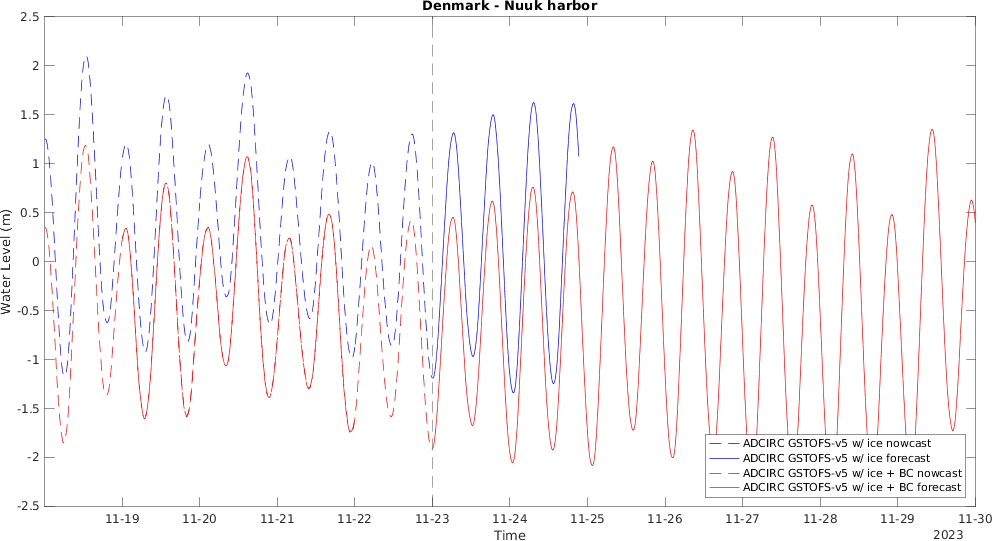 Denmark - Nuuk harbor
2.5
2
1.5
1
0.5
0
-0.5
-1
-1.5
-2
-2.5
Water Level (m)
ADCIRC GSTOFS-v5 w/ ice nowcast
ADCIRC GSTOFS-v5 w/ ice forecast
ADCIRC GSTOFS-v5 w/ ice + BC nowcast
ADCIRC GSTOFS-v5 w/ ice + BC forecast
11-19 11-20 11-21 11-22 11-23 11-24 11-25 11-26 11-27 11-28 11-29 11-30
Time
2023